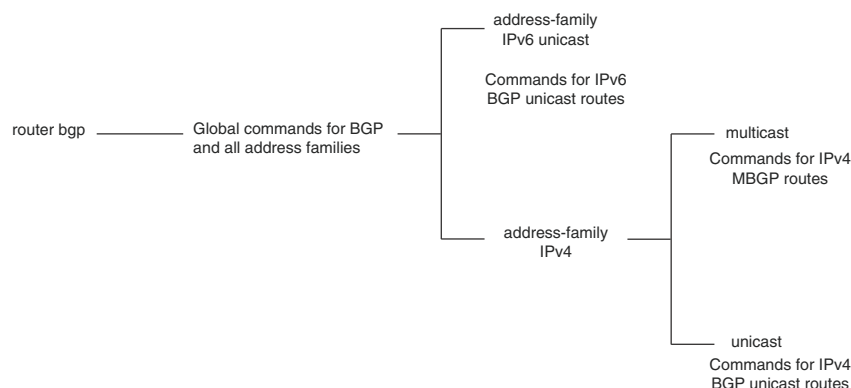 router bgp
Global commands for BGP
and all address families
address-family
IPv6 unicast
Commands for IPv6
BGP unicast routes
address-family
IPv4
multicast
Commands for IPv4
MBGP routes
unicast
Commands for IPv4
BGP unicast routes